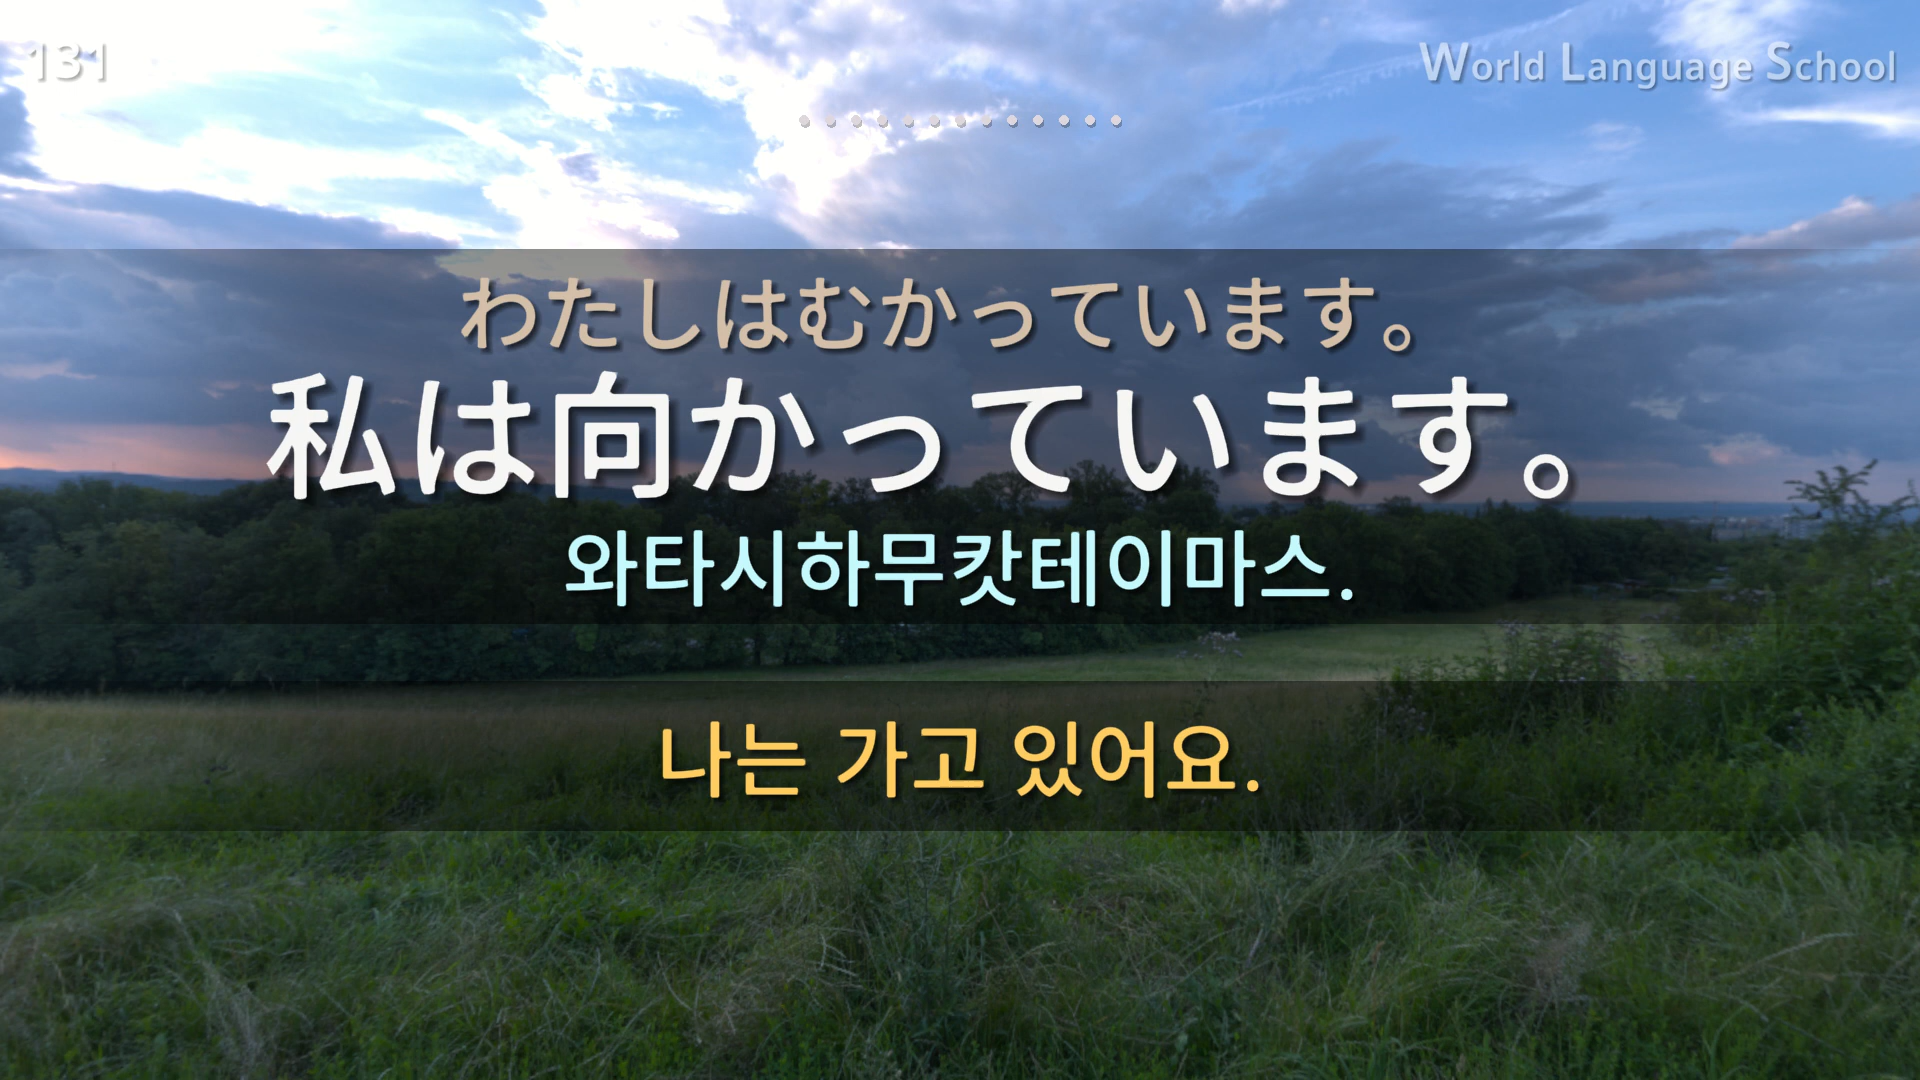 131
World Language School
わたしはむかっています。
私は向かっています。
와타시하무캇테이마스.
나는 가고 있어요.